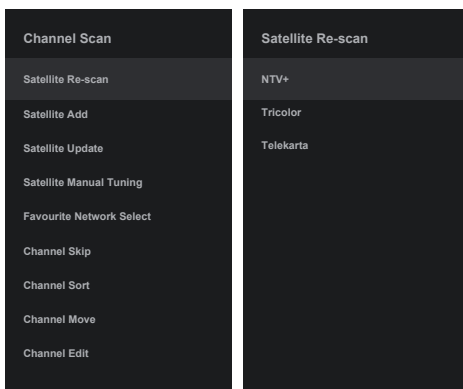 Channel Scan
Satellite Re-scan
Satellite Add
Satellite Update
Satellite Manual Tuning
Favourite Network Select
Channel Skip
Channel Sort
Channel Move
Channel Edit
Satellite Re-scan
NTV+
Tricolor
Telekarta